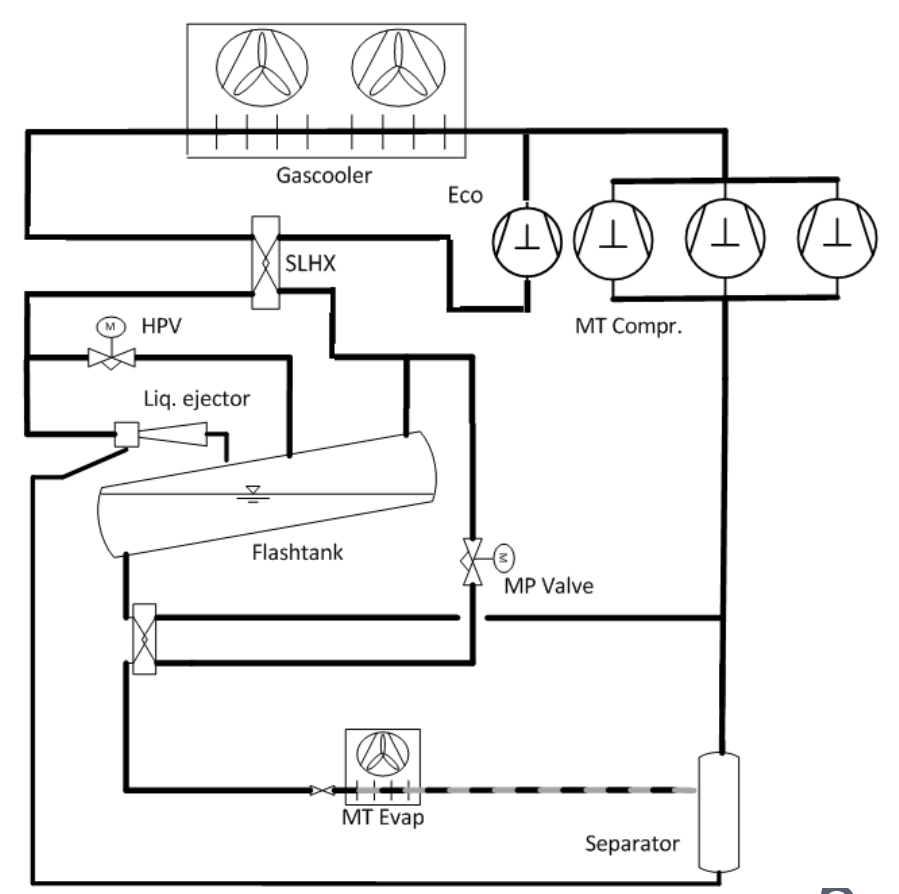 Gascooler
Eco
SLHX
MT Compr.
M
HPV
Liq. ejector
Flashtank
M
MP Valve
MT Evap
Separator